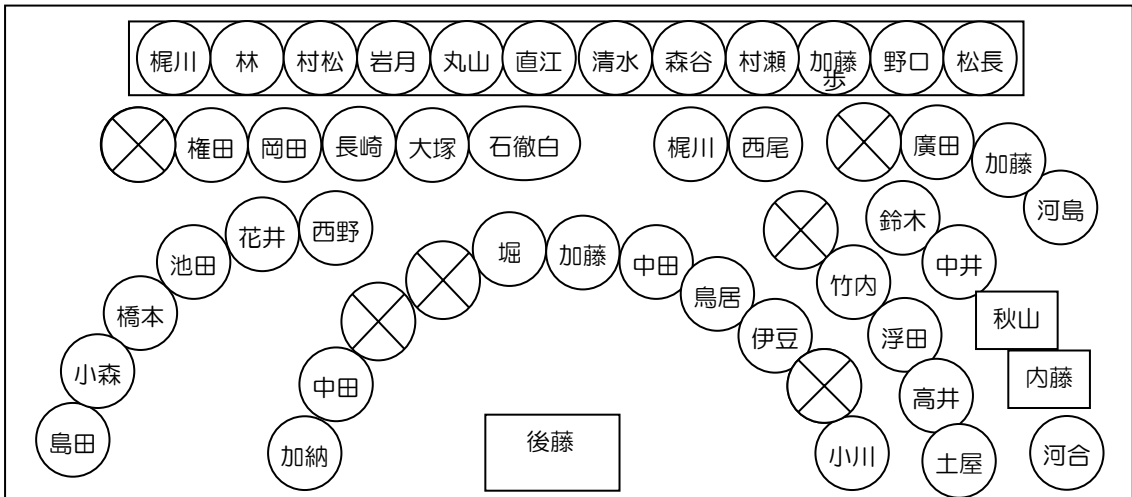 梶川 林 村松 岩月 丸山 直江 清水 森谷 村瀬 加藤歩 野口 松長
権田 岡田 長崎 大塚 石徹白 梶川 西尾 廣田 加藤 河島
西野 花井 池田 橋本 小森 島田
堀 加藤 中田 鳥居 伊豆 小川
中田 加納
鈴木 中井 秋山 内藤 河合
竹内 浮田 高井 土屋
後藤